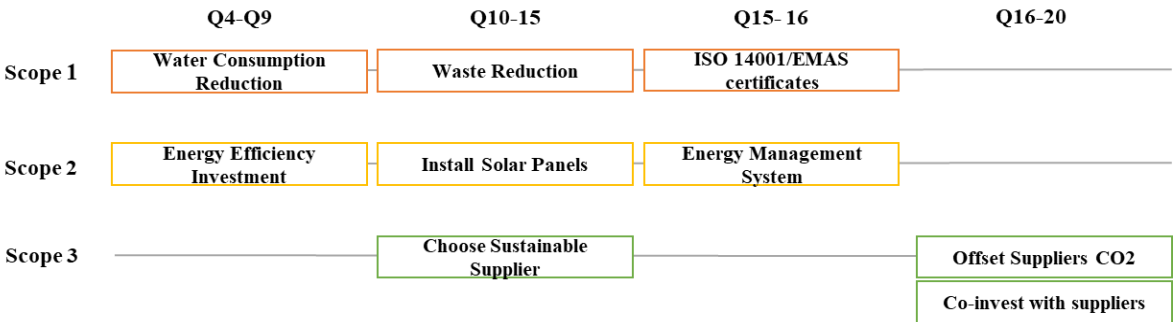 Q4-Q9
Q10-15
Q15- 16
Q16-20
Scope 1
Water Consumption
Reduction
Waste Reduction
ISO 14001/EMAS
certificates
Scope 2
Energy Efficiency
Investment
Install Solar Panels
Energy Management
System
Scope 3
Choose Sustainable
Supplier
Offset Suppliers CO2
Co-invest with suppliers